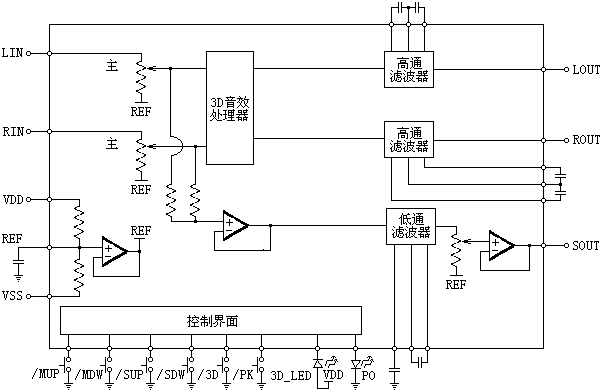 LIN
主
REF
RIN
主
REF
3D音效
处理器
高通
滤波器
LOUT
高通
滤波器
ROUT
VDD
REF
REF
VSS
低通
滤波器
REF
SOUT
控制界面
/MUP
/MDW
/SUP
/SDW
/3D
/PK
3D_LED
VDD
PO